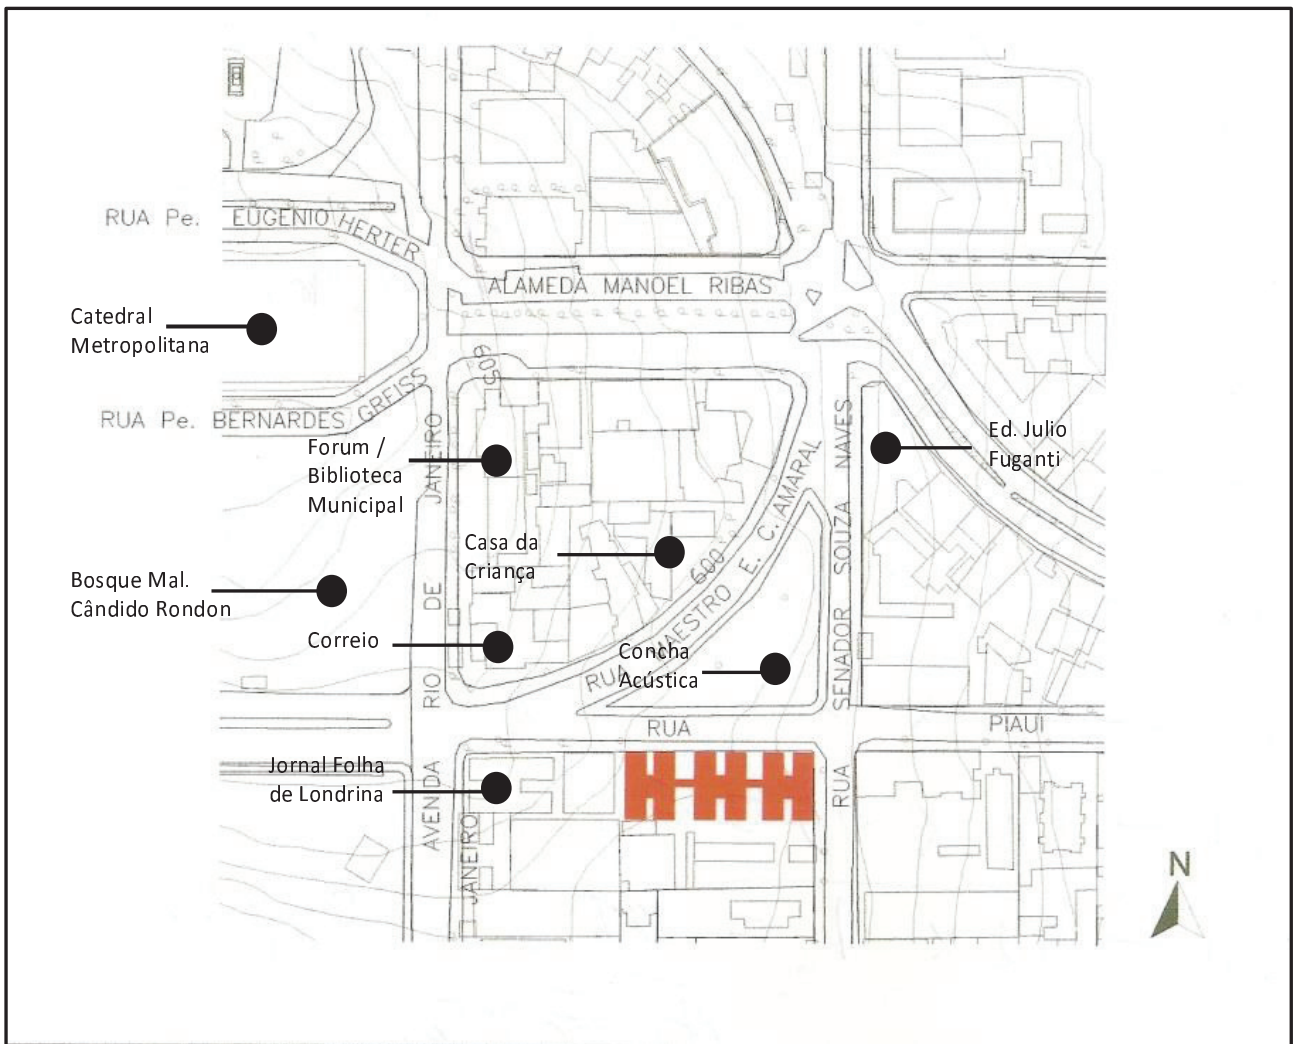 RUA Pe. EUGENIO HERTER
ALAMEDA MANOEL RIBAS
Catedral
Metropolitana
605
RUA Pe. BERNARDES GREISS
Forum /
Biblioteca
Municipal
Ed. Julio
Fuganti
Casa da
Criança
600
RUA MAESTRO E. C. AMARAL
RUA SENADOR SOUZA NAVES
Bosque Mal.
Cândido Rondon
Correio
Concha
Acústica
AVENIDA RIO DE JANEIRO
RUA PIAUI
Jornal Folha
de Londrina
JANEIRO
N